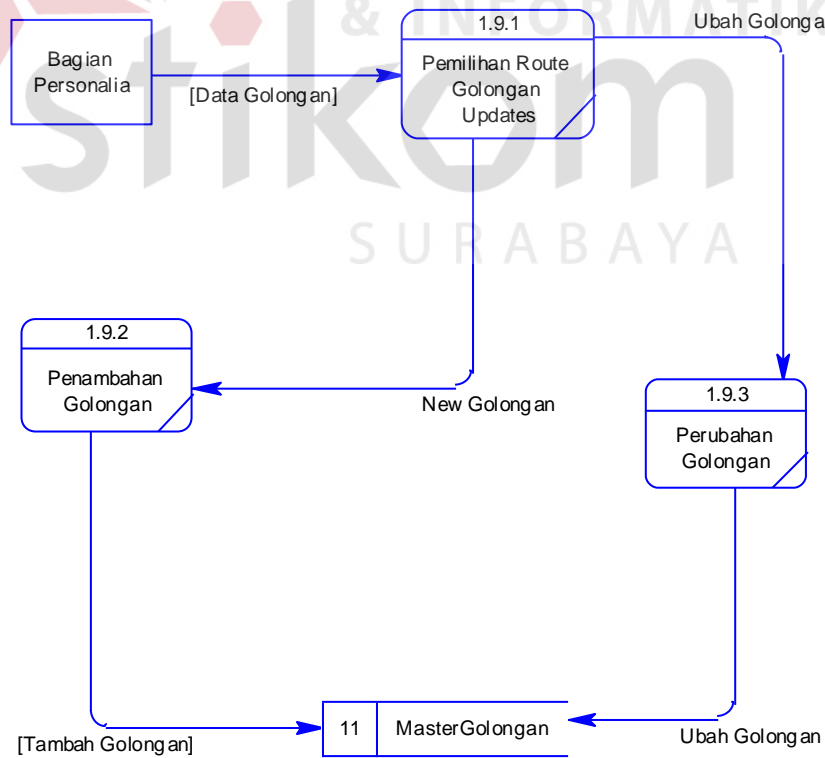 & INFORMATIK
stikom
SURABAYA
Bagian
Personalia
[Data Golongan]
1.9.1
Pemilihan Route
Golongan
Updates
Ubah Golonga
1.9.2
Penambahan
Golongan
New Golongan
1.9.3
Perubahan
Golongan
[Tambah Golongan]
11 MasterGolongan
Ubah Golongan